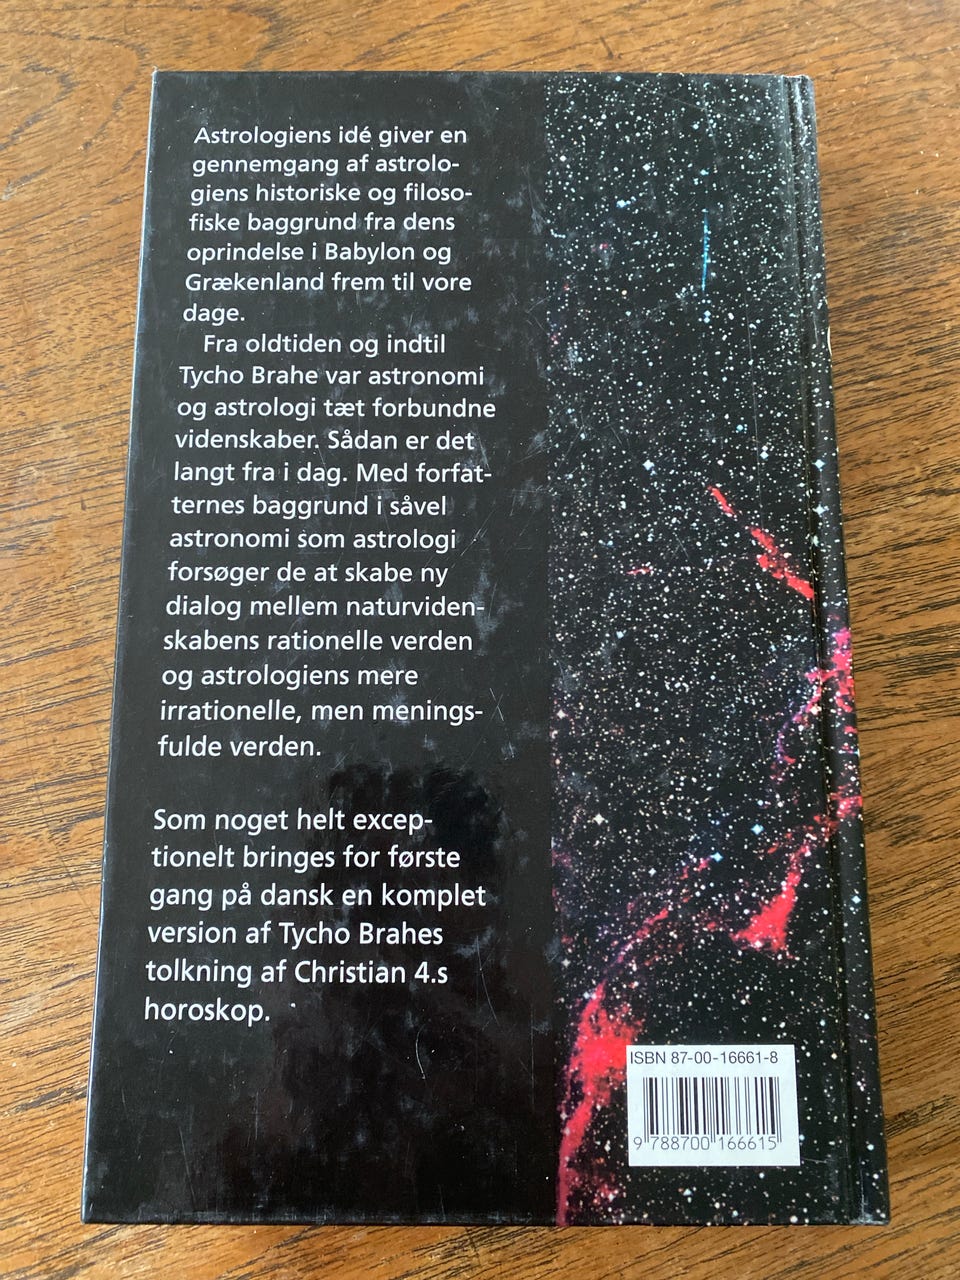 Astrologiens idé giver en
gennemgang af astrolo-
giens historiske og filoso-
fiske baggrund fra dens
oprindelse i Babylon og
Grækenland frem til vore
dage.
Fra oldtiden og indtil
Tycho Brahe var astronomi
og astrologi tæt forbundne
videnskaber. Sådan er det
langt fra i dag. Med forfat-
ternes baggrund i såvel
astronomi som astrologi
forsøger de at skabe ny
dialog mellem naturviden-
skabens rationelle verden
og astrologiens mere
irrationelle, men menings-
fulde verden.
Som noget helt excep-
tionelt bringes for første
gang på dansk en komplet
version af Tycho Brahes
tolkning af Christian 4.s
horoskop.
ISBN 87-00-16661-8
9 788700 166615